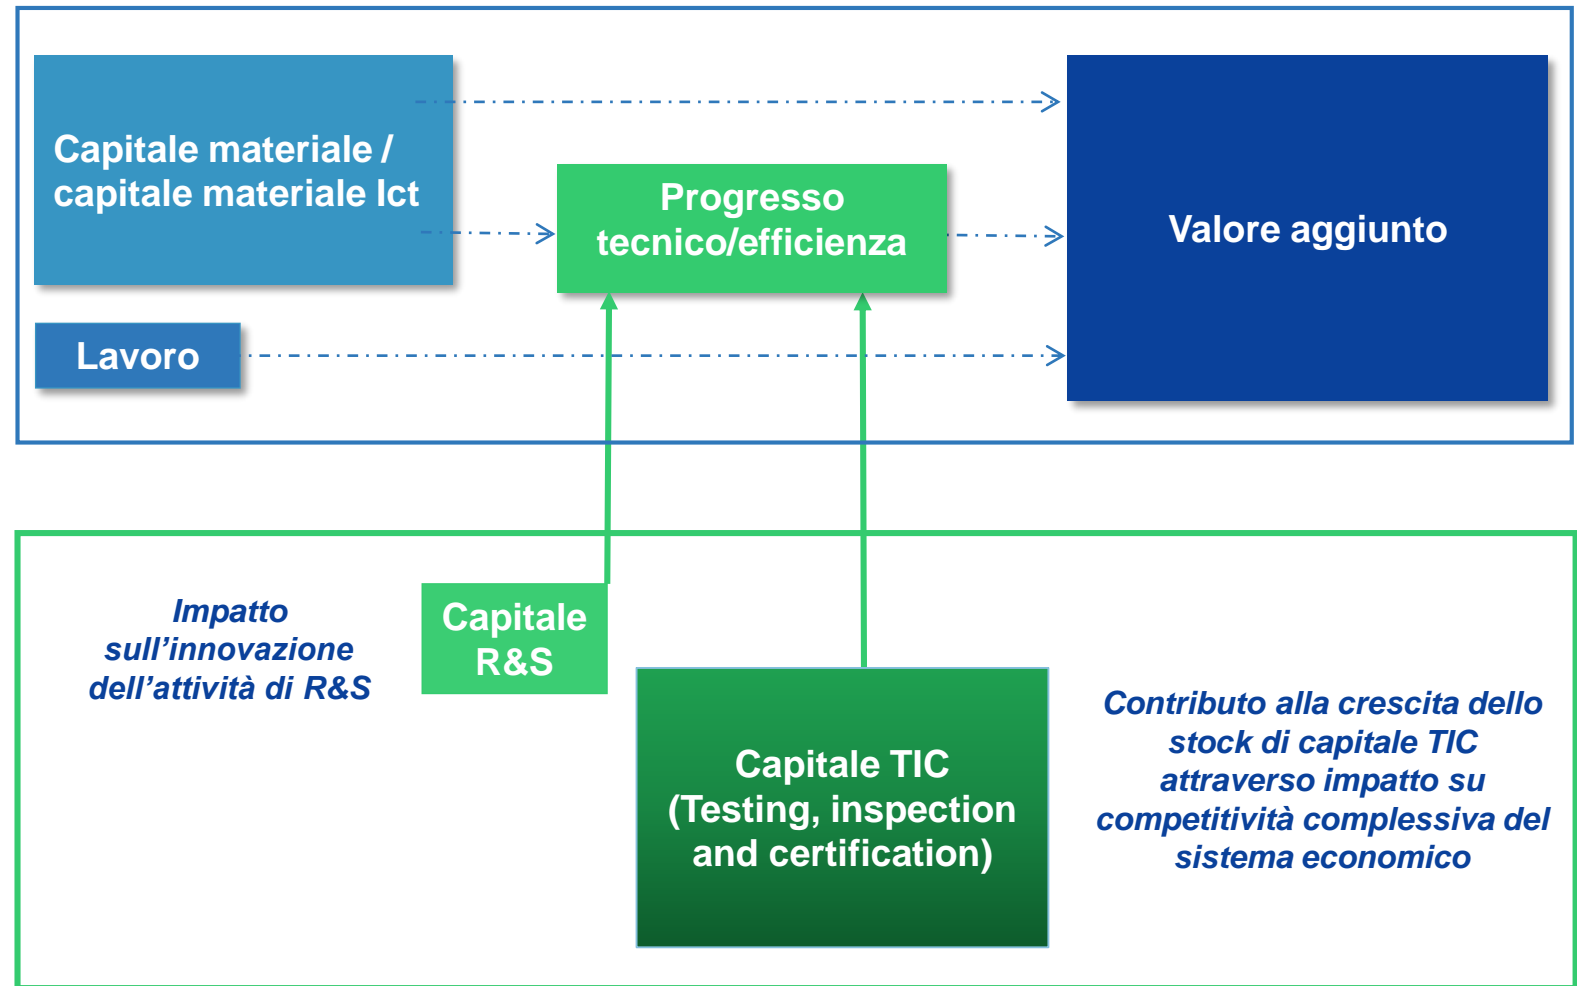 Capitale materiale /
capitale materiale Ict
Progresso
tecnico/efficienza
Valore aggiunto
Lavoro
Impatto
sull’innovazione
dell’attività di R&S
Capitale
R&S
Capitale TIC
(Testing, inspection
and certification)
Contributo alla crescita dello
stock di capitale TIC
attraverso impatto su
competitività complessiva del
sistema economico